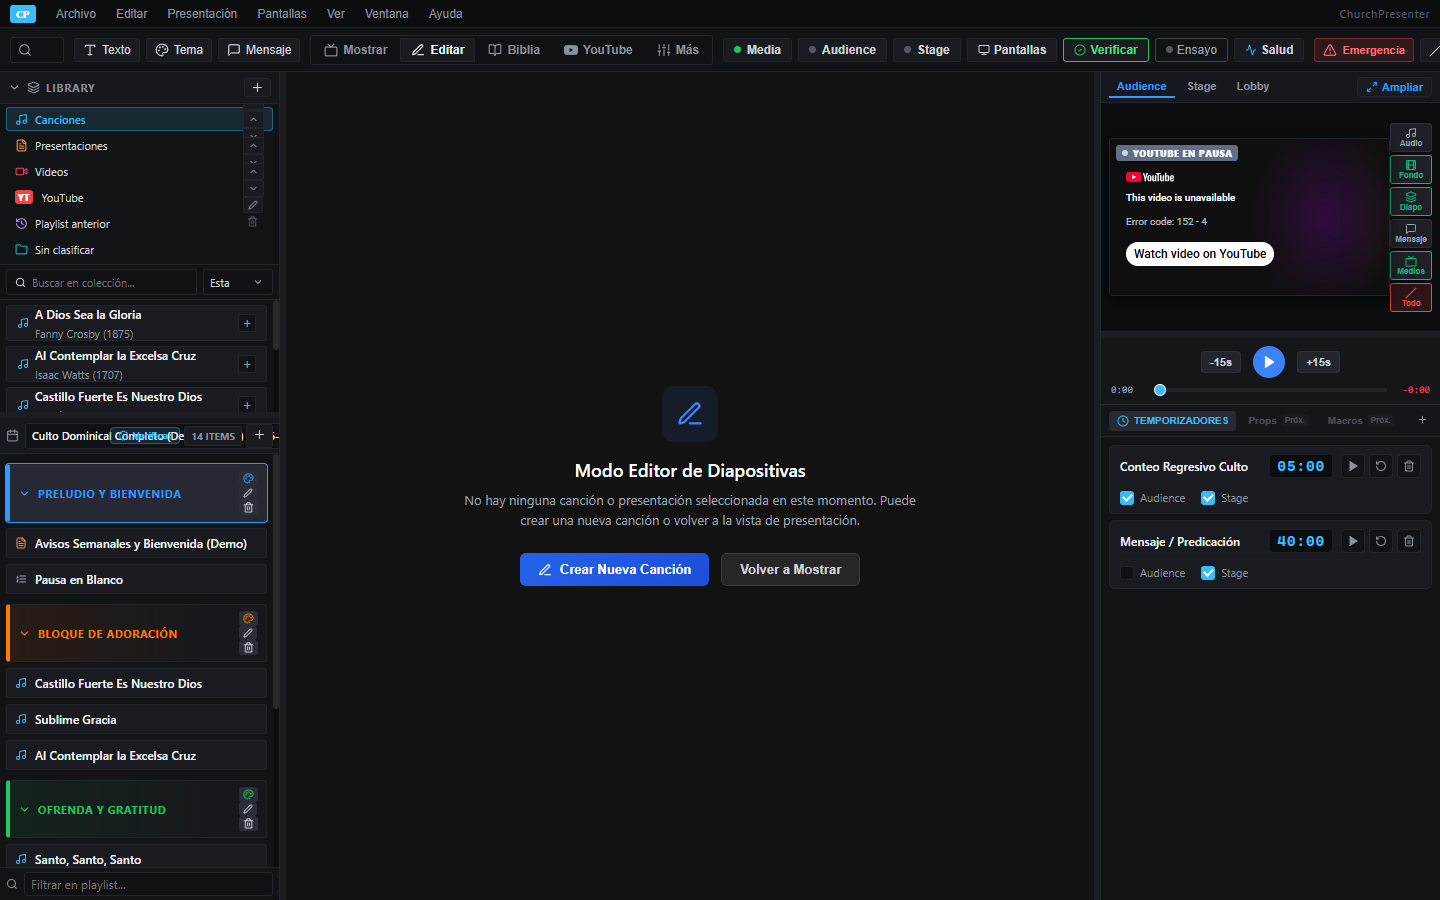 CP Archivo Editar Presentación Pantallas Ver Ventana Ayuda ChurchPresenter
Texto Tema Mensaje Mostrar Editar Biblia YouTube Más Media Audience Stage Pantallas Verificar Ensayo Salud Emergencia
LIBRARY
Canciones
Presentaciones
Videos
YT YouTube
Playlist anterior
Sin clasificar
Buscar en colección... Esta
A Dios Sea la Gloria
Fanny Crosby (1875)
Al Contemplar la Excelsa Cruz
Isaac Watts (1707)
Castillo Fuerte Es Nuestro Dios
Culto Dominical Completo (De 14 ITEMS
PRELUDIO Y BIENVENIDA
Avisos Semanales y Bienvenida (Demo)
Pausa en Blanco
BLOQUE DE ADORACIÓN
Castillo Fuerte Es Nuestro Dios
Sublime Gracia
Al Contemplar la Excelsa Cruz
OFRENDA Y GRATITUD
Santo, Santo, Santo
Filtrar en playlist...
Modo Editor de Diapositivas
No hay ninguna canción o presentación seleccionada en este momento. Puede
crear una nueva canción o volver a la vista de presentación.
Crear Nueva Canción Volver a Mostrar
Audience Stage Lobby Ampliar
YOUTUBE EN PAUSA
YouTube
This video is unavailable
Error code: 152 - 4
Watch video on YouTube
Audio
Fondo
Diapo
Mensaje
Medios
Todo
-15s +15s
0:00 -0:00
TEMPORIZADORES Props Próx. Macros Próx.
Conteo Regresivo Culto 05:00
Audience Stage
Mensaje / Predicación 40:00
Audience Stage